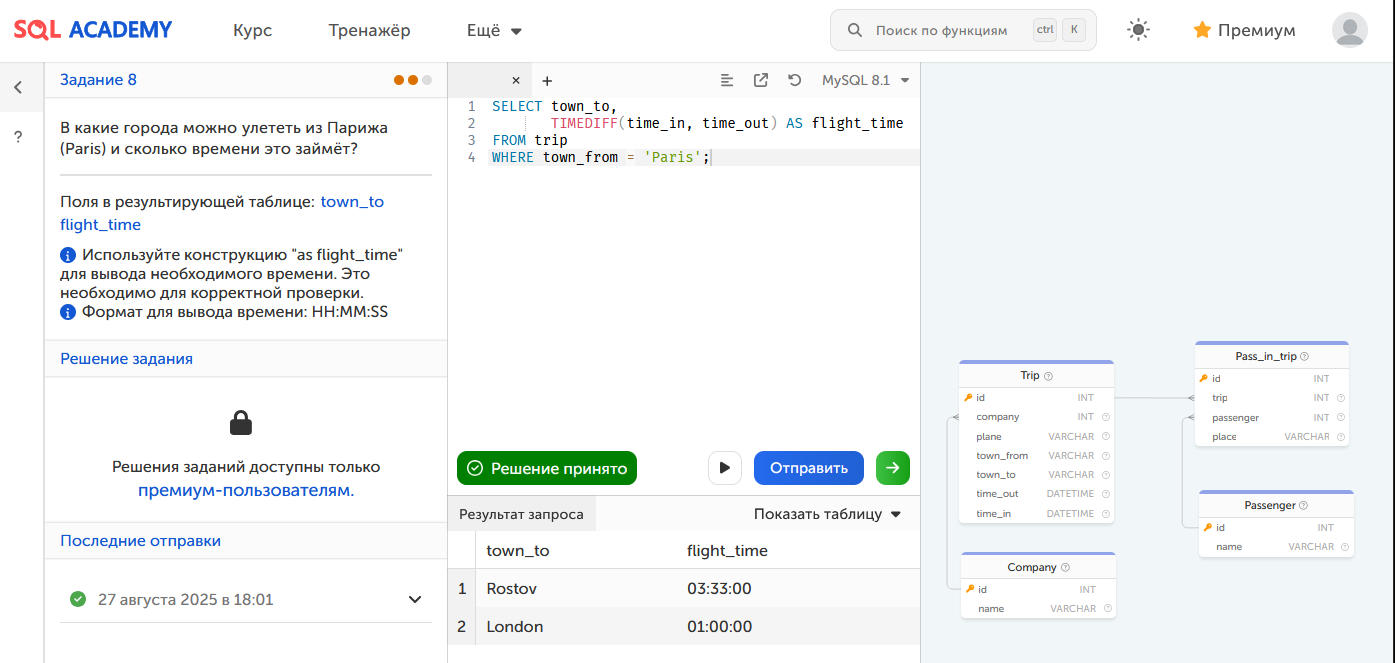 SQL ACADEMY
Курс
Тренажёр
Ещё
Поиск по функциям
ctrl
K
Премиум
Задание 8
В какие города можно улететь из Парижа
(Paris) и сколько времени это займёт?
Поля в результирующей таблице: town_to
flight_time
Используйте конструкцию "as flight_time"
для вывода необходимого времени. Это
необходимо для корректной проверки.
Формат для вывода времени: HH:MM:SS
Решение задания
Решения заданий доступны только
премиум-пользователям.
Последние отправки
27 августа 2025 в 18:01
?
× +
MySQL 8.1
1 SELECT town_to,
2 TIMEDIFF(time_in, time_out) AS flight_time
3 FROM trip
4 WHERE town_from = 'Paris';
Решение принято
Отправить
Результат запроса
Показать таблицу
town_to flight_time
1 Rostov 03:33:00
2 London 01:00:00
Trip
id INT
company INT
plane VARCHAR
town_from VARCHAR
town_to VARCHAR
time_out DATETIME
time_in DATETIME
Company
id INT
name VARCHAR
Pass_in_trip
id INT
trip INT
passenger INT
place VARCHAR
Passenger
id INT
name VARCHAR